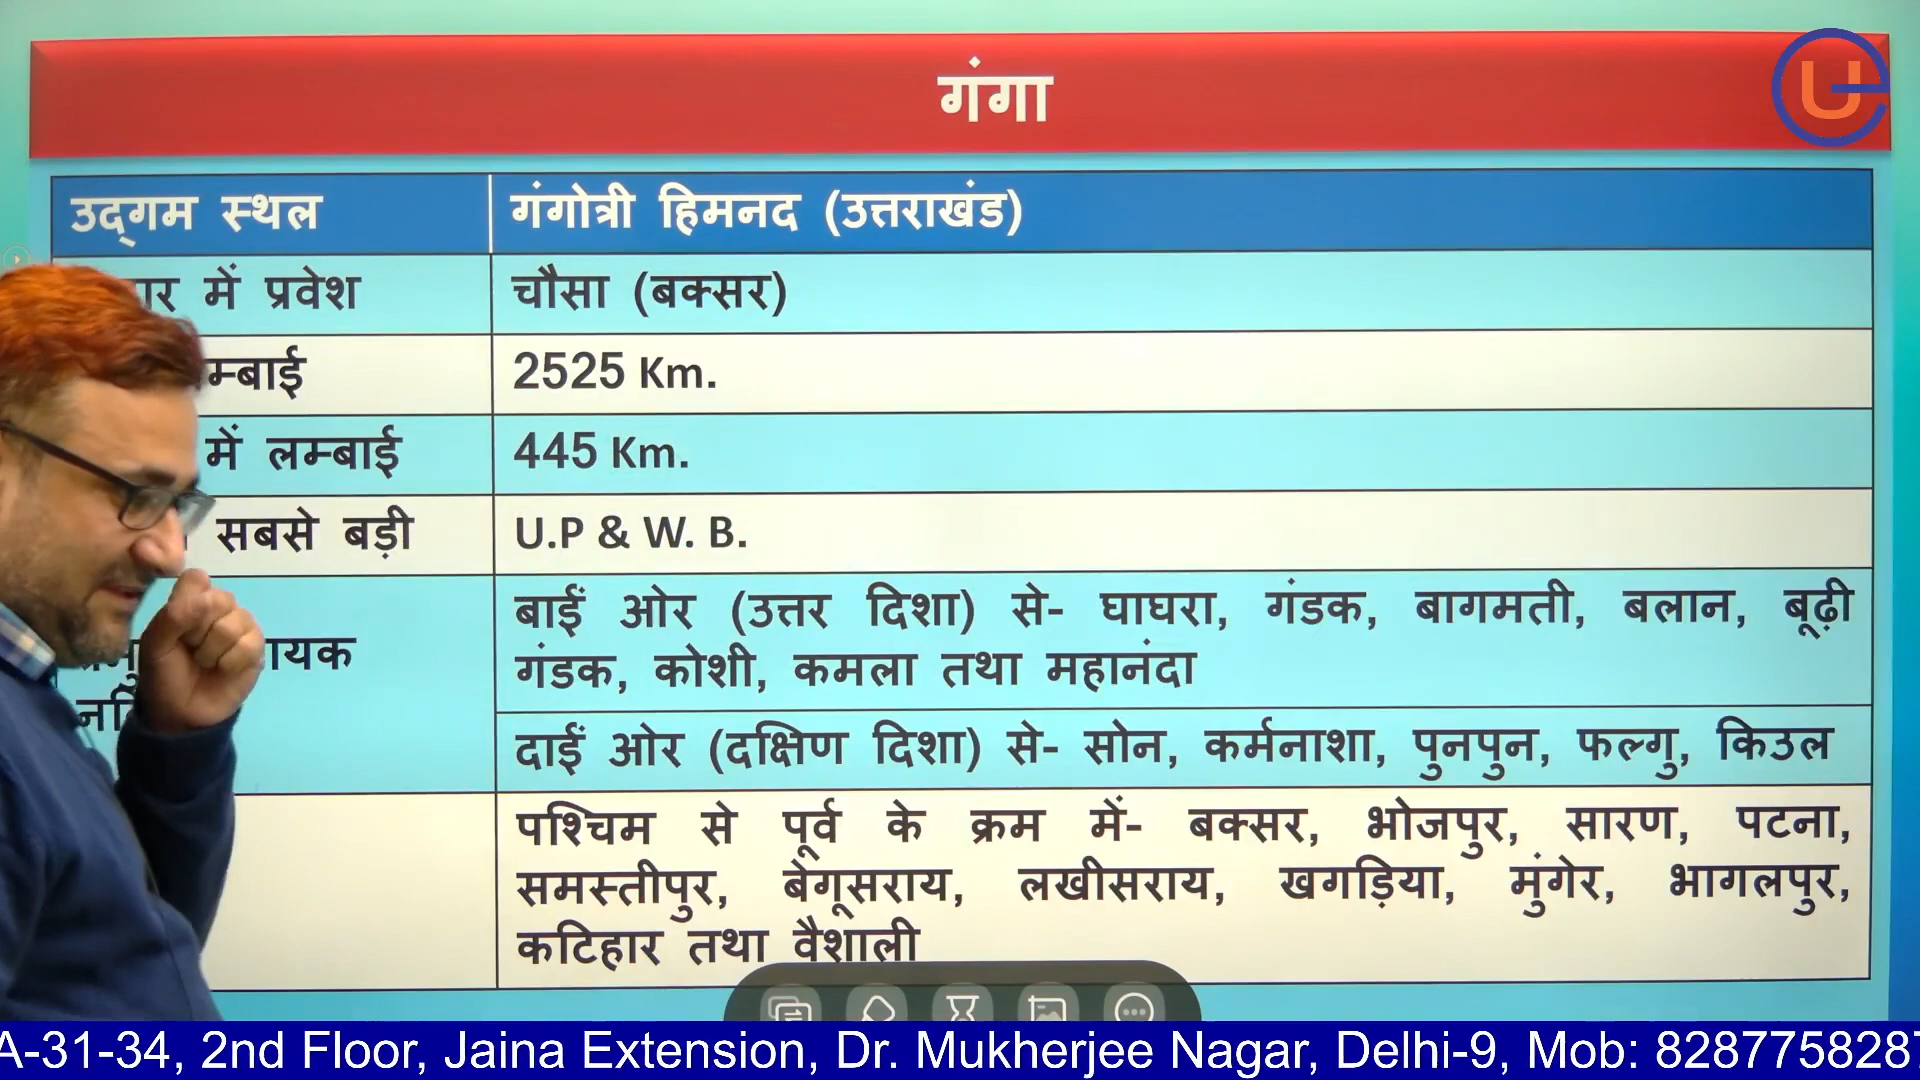 गंगा
उद्गम स्थल
गंगोत्री हिमनद (उत्तराखंड)
में प्रवेश
चौसा (बक्सर)
2525 Km.
में लम्बाई
445 Km.
सबसे बड़ी
U.P & W. B.
बाईं ओर (उत्तर दिशा) से- घाघरा, गंडक, बागमती, बलान, बूढ़ी
गंडक, कोशी, कमला तथा महानंदा
दाईं ओर (दक्षिण दिशा) से- सोन, कर्मनाशा, पुनपुन, फल्गु, किउल
पश्चिम से पूर्व के क्रम में- बक्सर, भोजपुर, सारण, पटना,
समस्तीपुर, बेगूसराय, लखीसराय, खगड़िया, मुंगेर, भागलपुर,
कटिहार तथा वैशाली
A-31-34, 2nd Floor, Jaina Extension, Dr. Mukherjee Nagar, Delhi-9, Mob: 828775828